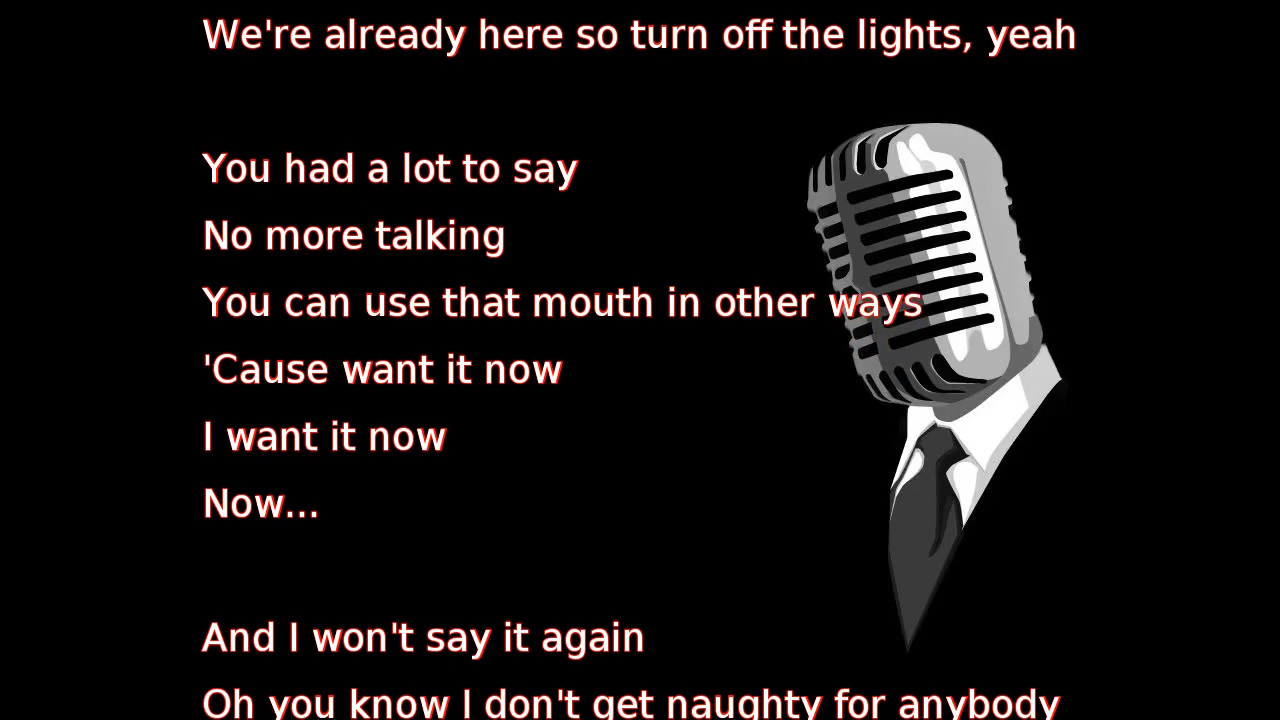 We're already here so turn off the lights, yeah
You had a lot to say
No more talking
You can use that mouth in other ways
'Cause want it now
I want it now
Now...
And I won't say it again
Oh you know I don't get naughty for anybody